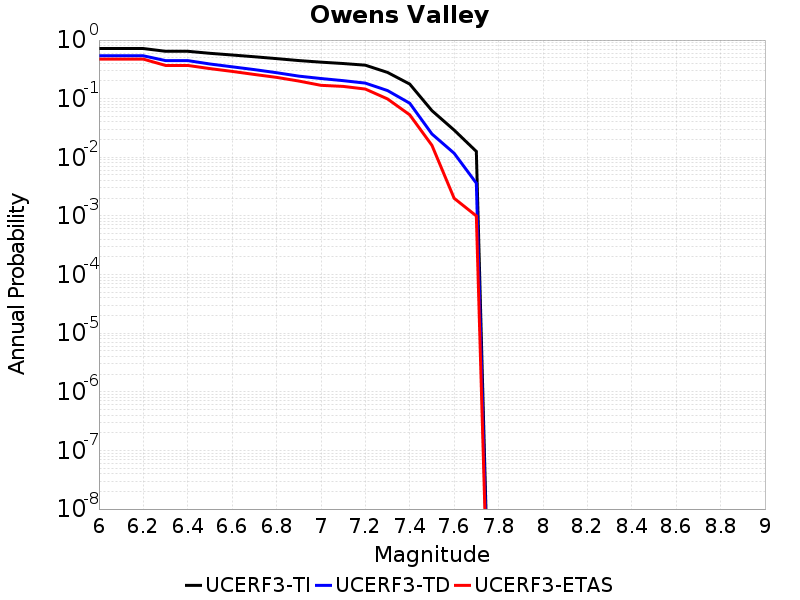 Owens Valley
Annual Probability
10^0
10^-1
10^-2
10^-3
10^-4
10^-5
10^-6
10^-7
10^-8
6 6.2 6.4 6.6 6.8 7 7.2 7.4 7.6 7.8 8 8.2 8.4 8.6 8.8 9
Magnitude
UCERF3-TI UCERF3-TD UCERF3-ETAS